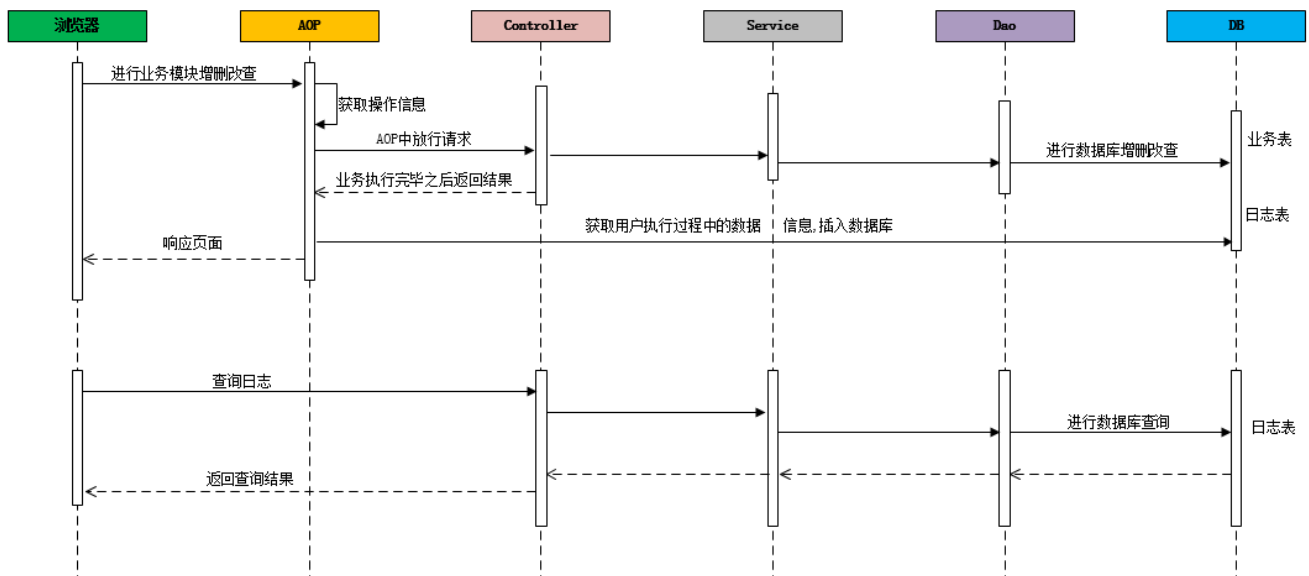 浏览器
AOP
Controller
Service
Dao
DB
进行业务模块增删改查
获取操作信息
AOP中放行请求
业务表
进行数据库增删改查
业务执行完毕之后返回结果
日志表
获取用户执行过程中的数据 信息,插入数据库
响应页面
查询日志
进行数据库查询
日志表
返回查询结果